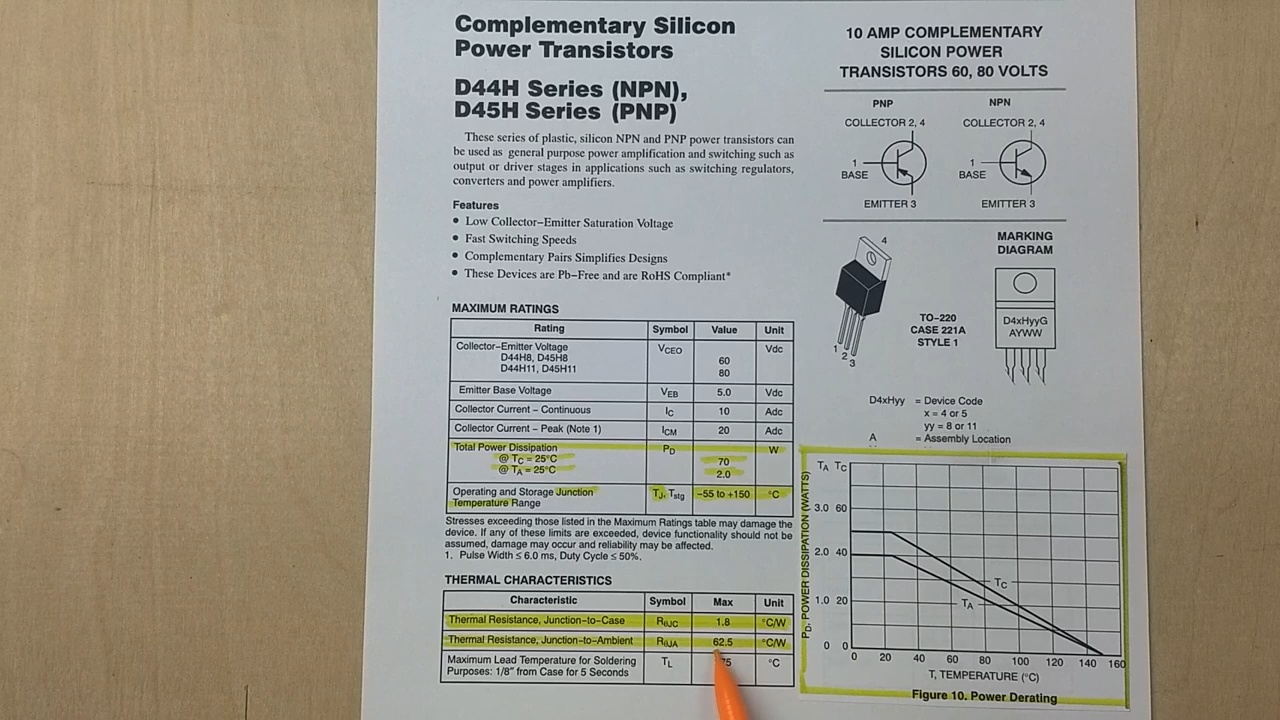 Complementary Silicon
Power Transistors
D44H Series (NPN),
D45H Series (PNP)
These series of plastic, silicon NPN and PNP power transistors can
be used as general purpose power amplification and switching such as
output or driver stages in applications such as switching regulators,
converters and power amplifiers.
Features
• Low Collector−Emitter Saturation Voltage
• Fast Switching Speeds
• Complementary Pairs Simplifies Designs
• These Devices are Pb−Free and are RoHS Compliant*
MAXIMUM RATINGS
Rating Symbol Value Unit
Collector−Emitter Voltage VCEO Vdc
D44H8, D45H8 60
D44H11, D45H11 80
Emitter Base Voltage VEB 5.0 Vdc
Collector Current − Continuous IC 10 Adc
Collector Current − Peak (Note 1) ICM 20 Adc
Total Power Dissipation PD W
@ TC = 25°C 70
@ TA = 25°C 2.0
Operating and Storage Junction TJ, Tstg −55 to +150 °C
Temperature Range
Stresses exceeding those listed in the Maximum Ratings table may damage the
device. If any of these limits are exceeded, device functionality should not be
assumed, damage may occur and reliability may be affected.
1. Pulse Width ≤ 6.0 ms, Duty Cycle ≤ 50%.
THERMAL CHARACTERISTICS
Characteristic Symbol Max Unit
Thermal Resistance, Junction−to−Case RθJC 1.8 °C/W
Thermal Resistance, Junction−to−Ambient RθJA 62.5 °C/W
Maximum Lead Temperature for Soldering TL °C
Purposes: 1/8″ from Case for 5 Seconds
10 AMP COMPLEMENTARY
SILICON POWER
TRANSISTORS 60, 80 VOLTS
PNP NPN
COLLECTOR 2, 4 COLLECTOR 2, 4
1 1
BASE BASE
EMITTER 3 EMITTER 3
4
1
2
3
TO−220
CASE 221A
STYLE 1
MARKING
DIAGRAM
D4xHyyG
AYWW
D4xHyy = Device Code
x = 4 or 5
yy = 8 or 11
A = Assembly Location
PD, POWER DISSIPATION (WATTS)
TA TC
3.0 60
2.0 40
1.0 20
0 0
TC
TA
0 20 40 60 80 100 120 140 160
T, TEMPERATURE (°C)
Figure 10. Power Derating